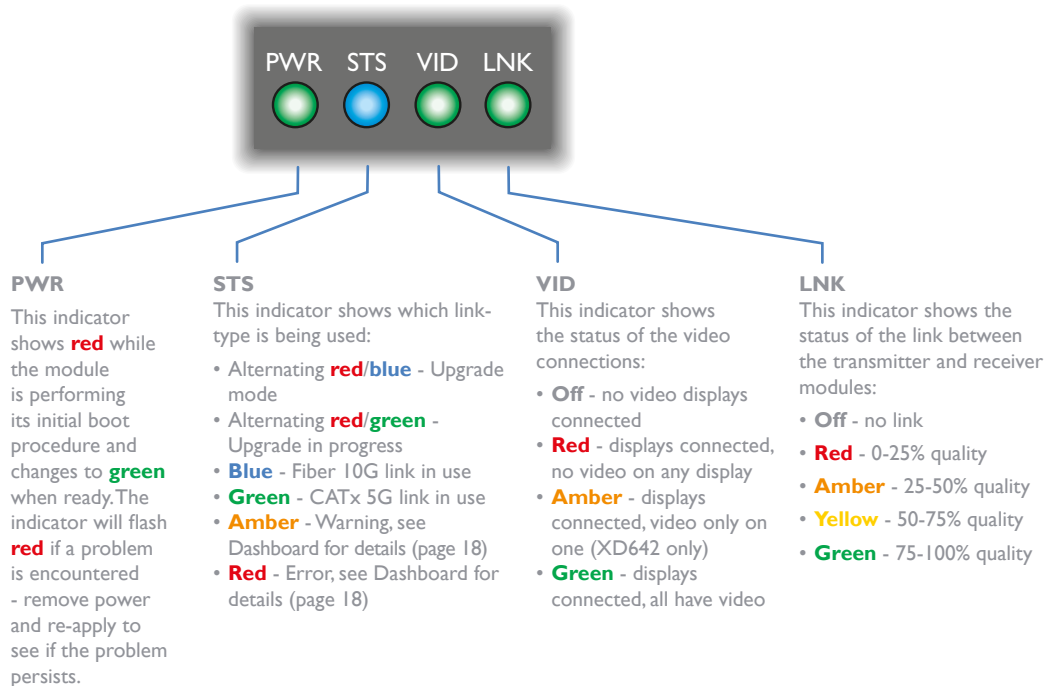 PWR STS VID LNK
PWR
This indicator
shows red while
the module
is performing
its initial boot
procedure and
changes to green
when ready. The
indicator will flash
red if a problem
is encountered
- remove power
and re-apply to
see if the problem
persists.
STS
This indicator shows which link-
type is being used:
• Alternating red/blue - Upgrade
mode
• Alternating red/green -
Upgrade in progress
• Blue - Fiber 10G link in use
• Green - CATx 5G link in use
• Amber - Warning, see
Dashboard for details (page 18)
• Red - Error, see Dashboard for
details (page 18)
VID
This indicator shows
the status of the video
connections:
• Off - no video displays
connected
• Red - displays connected,
no video on any display
• Amber - displays
connected, video only on
one (XD642 only)
• Green - displays
connected, all have video
LNK
This indicator shows the
status of the link between
the transmitter and receiver
modules:
• Off - no link
• Red - 0-25% quality
• Amber - 25-50% quality
• Yellow - 50-75% quality
• Green - 75-100% quality